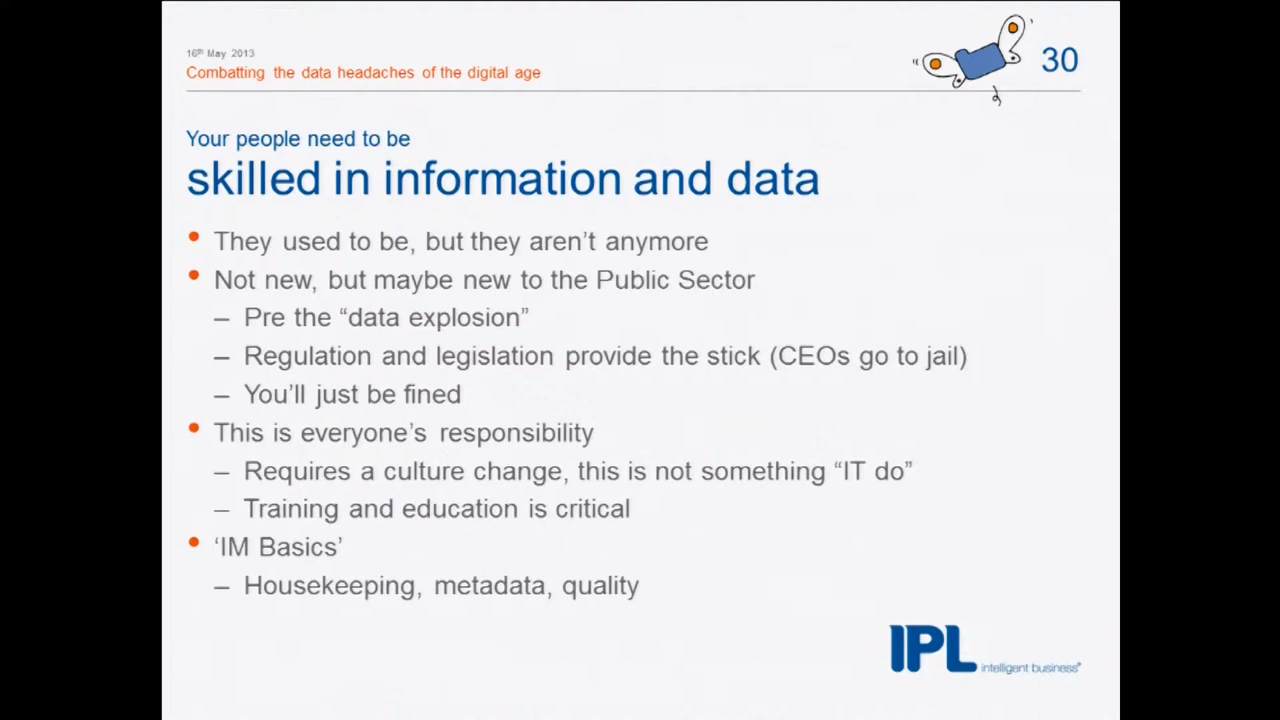 16th May 2013
Combatting the data headaches of the digital age
30
Your people need to be
skilled in information and data
• They used to be, but they aren’t anymore
• Not new, but maybe new to the Public Sector
– Pre the “data explosion”
– Regulation and legislation provide the stick (CEOs go to jail)
– You’ll just be fined
• This is everyone’s responsibility
– Requires a culture change, this is not something “IT do”
– Training and education is critical
• ‘IM Basics’
– Housekeeping, metadata, quality
IPL intelligent business®